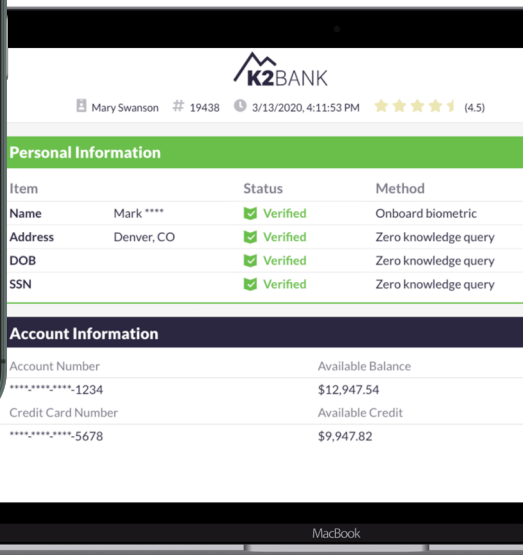 K2BANK
Mary Swanson # 19438 3/13/2020, 4:11:53 PM (4.5)
Personal Information
Item Status Method
Name Mark **** Verified Onboard biometric
Address Denver, CO Verified Zero knowledge query
DOB Verified Zero knowledge query
SSN Verified Zero knowledge query
Account Information
Account Number Available Balance
****-****-****-1234 $12,947.54
Credit Card Number Available Credit
****-****-****-5678 $9,947.82
MacBook